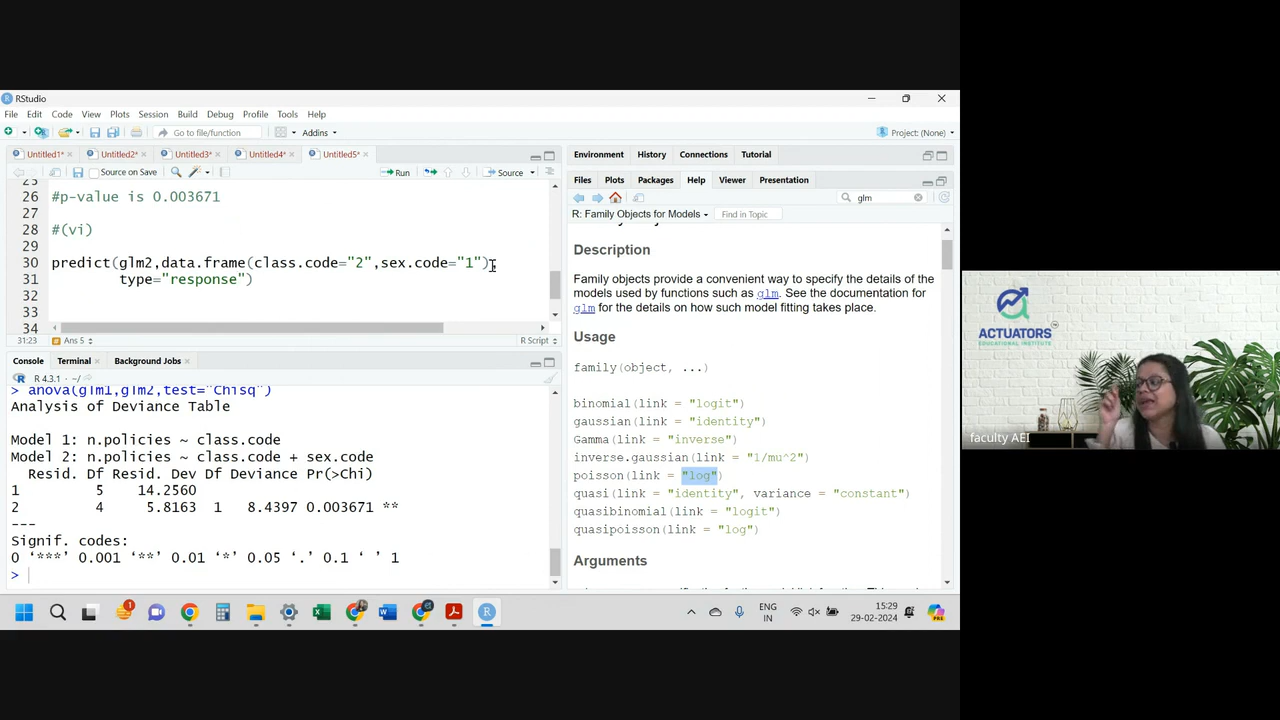 RStudio
File Edit Code View Plots Session Build Debug Profile Tools Help
Go to file/function Addins Project: (None)
Untitled1* Untitled2* Untitled3* Untitled4* Untitled5*
Source on Save Run Source
25
26 #p-value is 0.003671
27
28 #(vi)
29
30 predict(glm2,data.frame(class.code="2",sex.code="1")
31 type="response")
32
33
34
31:23 Ans 5 R Script
Console Terminal Background Jobs
R 4.3.1 · ~/
> anova(glm1,glm2,test="Chisq")
Analysis of Deviance Table
Model 1: n.policies ~ class.code
Model 2: n.policies ~ class.code + sex.code
Resid. Df Resid. Dev Df Deviance Pr(>Chi)
1 5 14.2560
2 4 5.8163 1 8.4397 0.003671 **
---
Signif. codes:
0 ‘***’ 0.001 ‘**’ 0.01 ‘*’ 0.05 ‘.’ 0.1 ‘ ’ 1
>
Environment History Connections Tutorial
Files Plots Packages Help Viewer Presentation
glm
R: Family Objects for Models Find in Topic
Description
Family objects provide a convenient way to specify the details of the
models used by functions such as glm. See the documentation for
glm for the details on how such model fitting takes place.
Usage
family(object, ...)
binomial(link = "logit")
gaussian(link = "identity")
Gamma(link = "inverse")
inverse.gaussian(link = "1/mu^2")
poisson(link = "log")
quasi(link = "identity", variance = "constant")
quasibinomial(link = "logit")
quasipoisson(link = "log")
Arguments
ENG
IN
15:29
29-02-2024
ACTUATORS
EDUCATIONAL INSTITUTE
faculty AEI